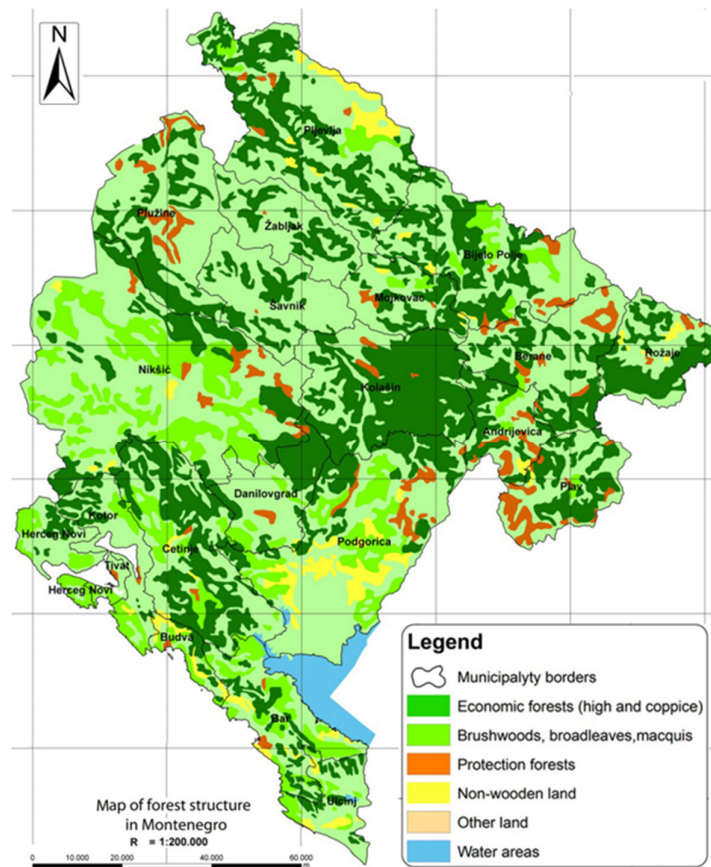 N
Pljevlja
Plužine
Žabljak
Bijelo Polje
Šavnik
Mojkovac
Nikšić
Berane
Rožaje
Kolašin
Andrijevica
Danilovgrad
Plav
Kotor
Herceg Novi
Podgorica
Cetinje
Tivat
Herceg Novi
Budva
Bar
Ulcinj
Legend
Municipalyty borders
Economic forests (high and coppice)
Brushwoods, broadleaves,macquis
Protection forests
Non-wooden land
Other land
Water areas
Map of forest structure
in Montenegro
R = 1:200.000
0 10.000 20.000 40.000 60.000